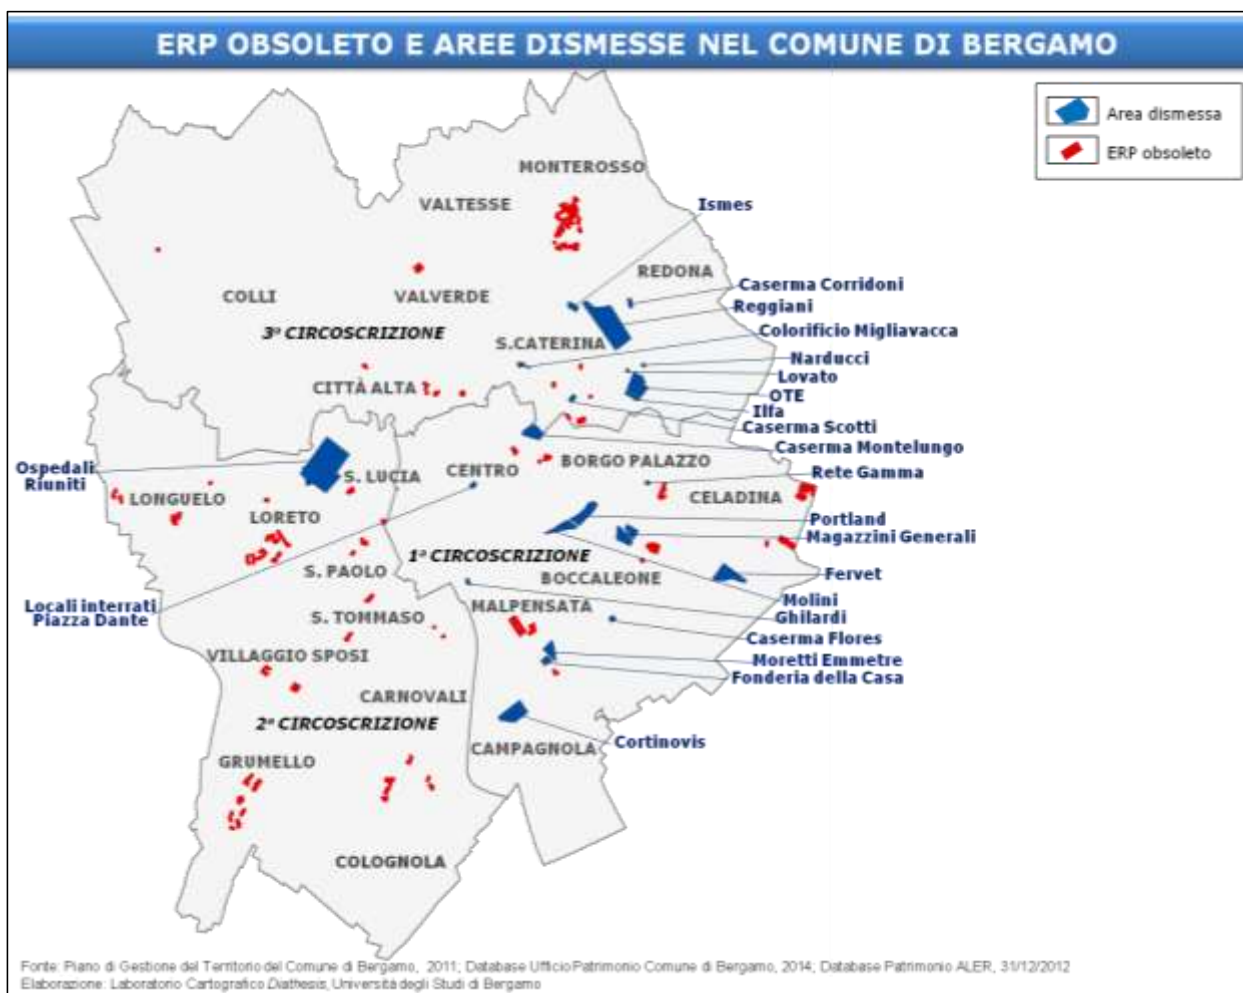 ERP OBSOLETO E AREE DISMESSE NEL COMUNE DI BERGAMO
Area dismessa
ERP obsoleto
MONTEROSSO
VALTESSE
Ismes
REDONA
Caserma Corridoni
COLLI
VALVERDE
Reggiani
3ª CIRCOSCRIZIONE
S.CATERINA
Colorificio Migliavacca
Narducci
Lovato
CITTÀ ALTA
OTE
Ilfa
Caserma Scotti
Caserma Montelungo
Ospedali
Riuniti
S. LUCIA
CENTRO
BORGO PALAZZO
Rete Gamma
LONGUELO
CELADINA
LORETO
Portland
Magazzini Generali
1ª CIRCOSCRIZIONE
S. PAOLO
BOCCALEONE
Fervet
Locali interrati
Piazza Dante
MALPENSATA
Molini
S. TOMMASO
Ghilardi
Caserma Flores
VILLAGGIO SPOSI
Moretti Emmetre
Fonderia della Casa
CARNOVALI
2ª CIRCOSCRIZIONE
Cortinovis
CAMPAGNOLA
GRUMELLO
COLOGNOLA
Fonte: Piano di Gestione del Territorio del Comune di Bergamo, 2011; Database Ufficio Patrimonio Comune di Bergamo, 2014; Database Patrimonio ALER, 31/12/2012
Elaborazione: Laboratorio Cartografico Diathesis, Università degli Studi di Bergamo